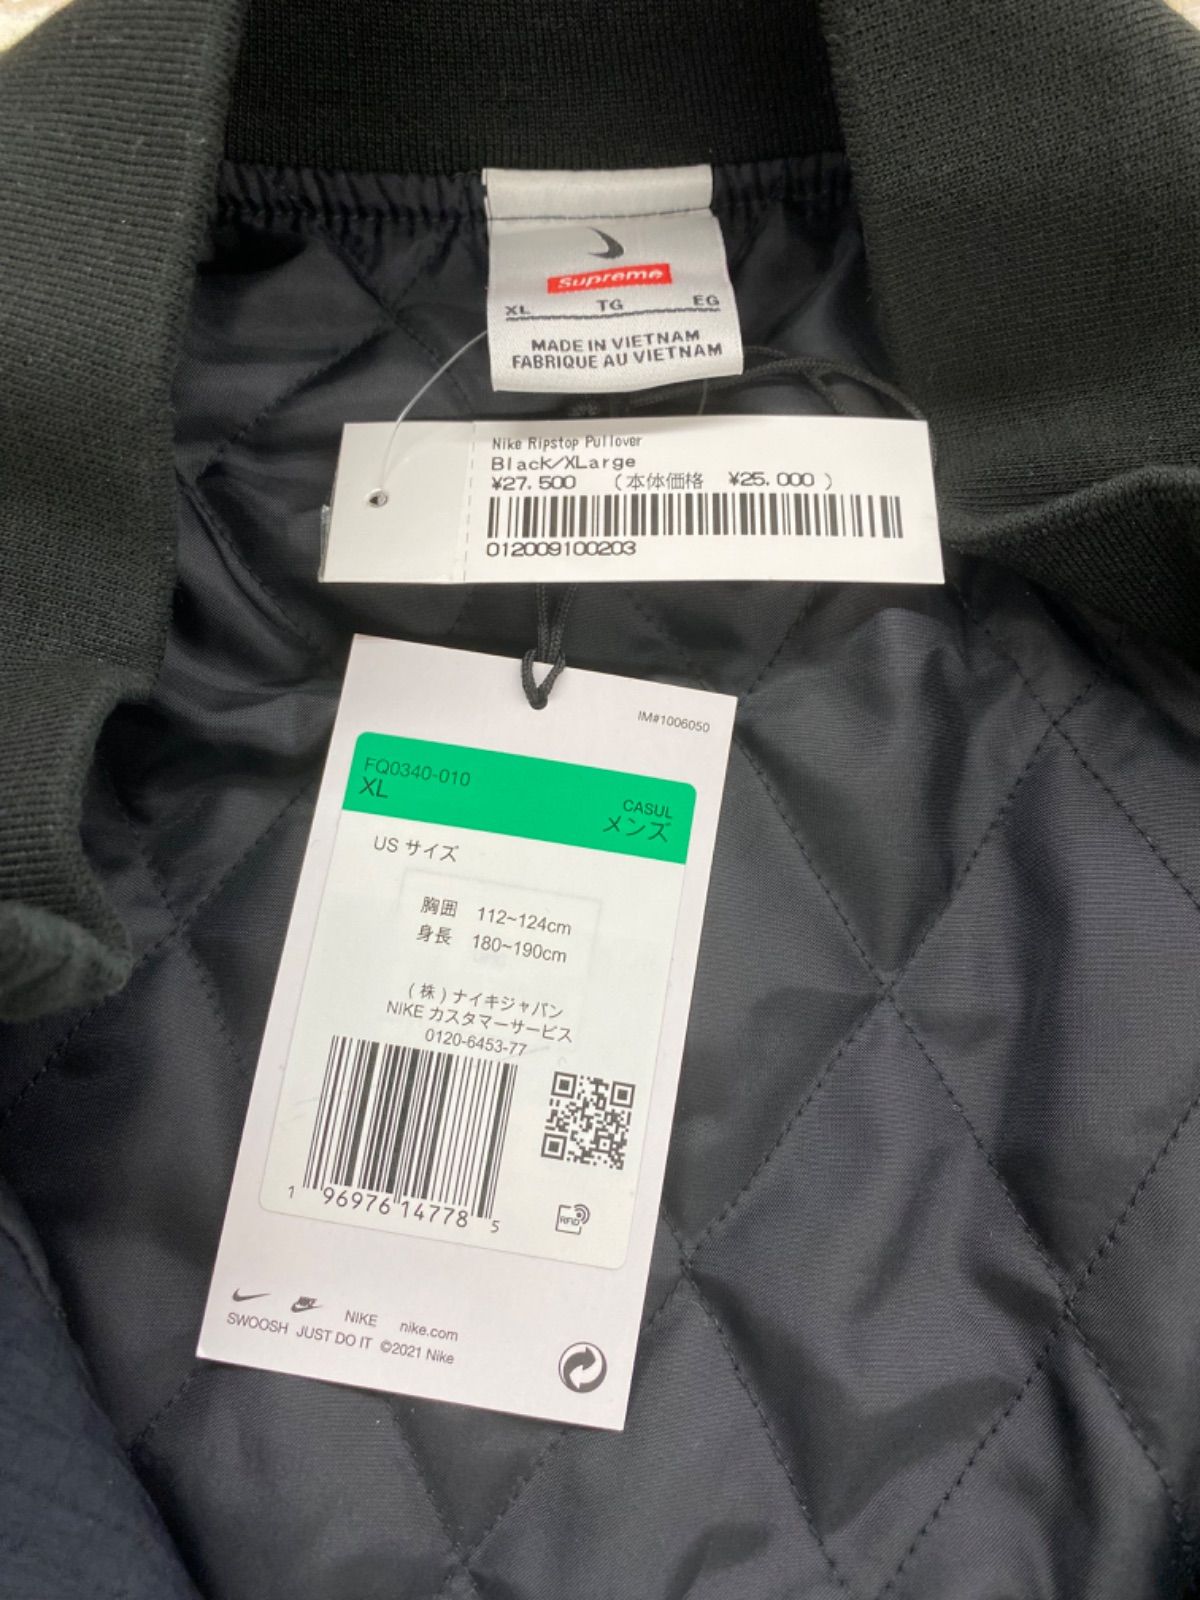 Supreme
XL TG EG
MADE IN VIETNAM
FABRIQUE AU VIETNAM
Nike Ripstop Pullover
Black/XLarge
¥27.500 (本体価格 ¥25.000 )
012009100203
IM#1006050
FQ0340-010
XL
CASUL
メンズ
US サイズ
胸囲 112~124cm
身長 180~190cm
(株)ナイキジャパン
NIKE カスタマーサービス
0120-6453-77
1 96976 14778 5
RFID
NIKE nike.com
SWOOSH JUST DO IT ©2021 Nike